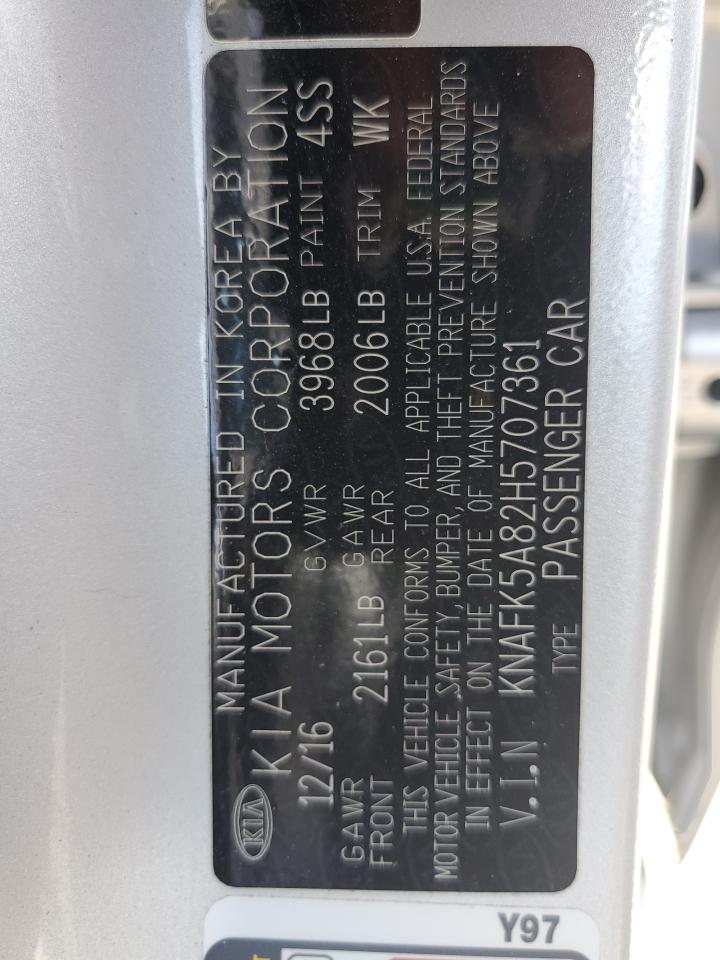 MANUFACTURED IN KOREA BY
KIA KIA MOTORS CORPORATION
12/16 GVWR 3968LB PAINT 4SS
GAWR FRONT 2161LB GAWR REAR 2006LB TRIM WK
THIS VEHICLE CONFORMS TO ALL APPLICABLE U.S.A. FEDERAL
MOTOR VEHICLE SAFETY, BUMPER, AND THEFT PREVENTION STANDARDS
IN EFFECT ON THE DATE OF MANUFACTURE SHOWN ABOVE
V.I.N KNAFK5A82H5707361
TYPE PASSENGER CAR
Y97